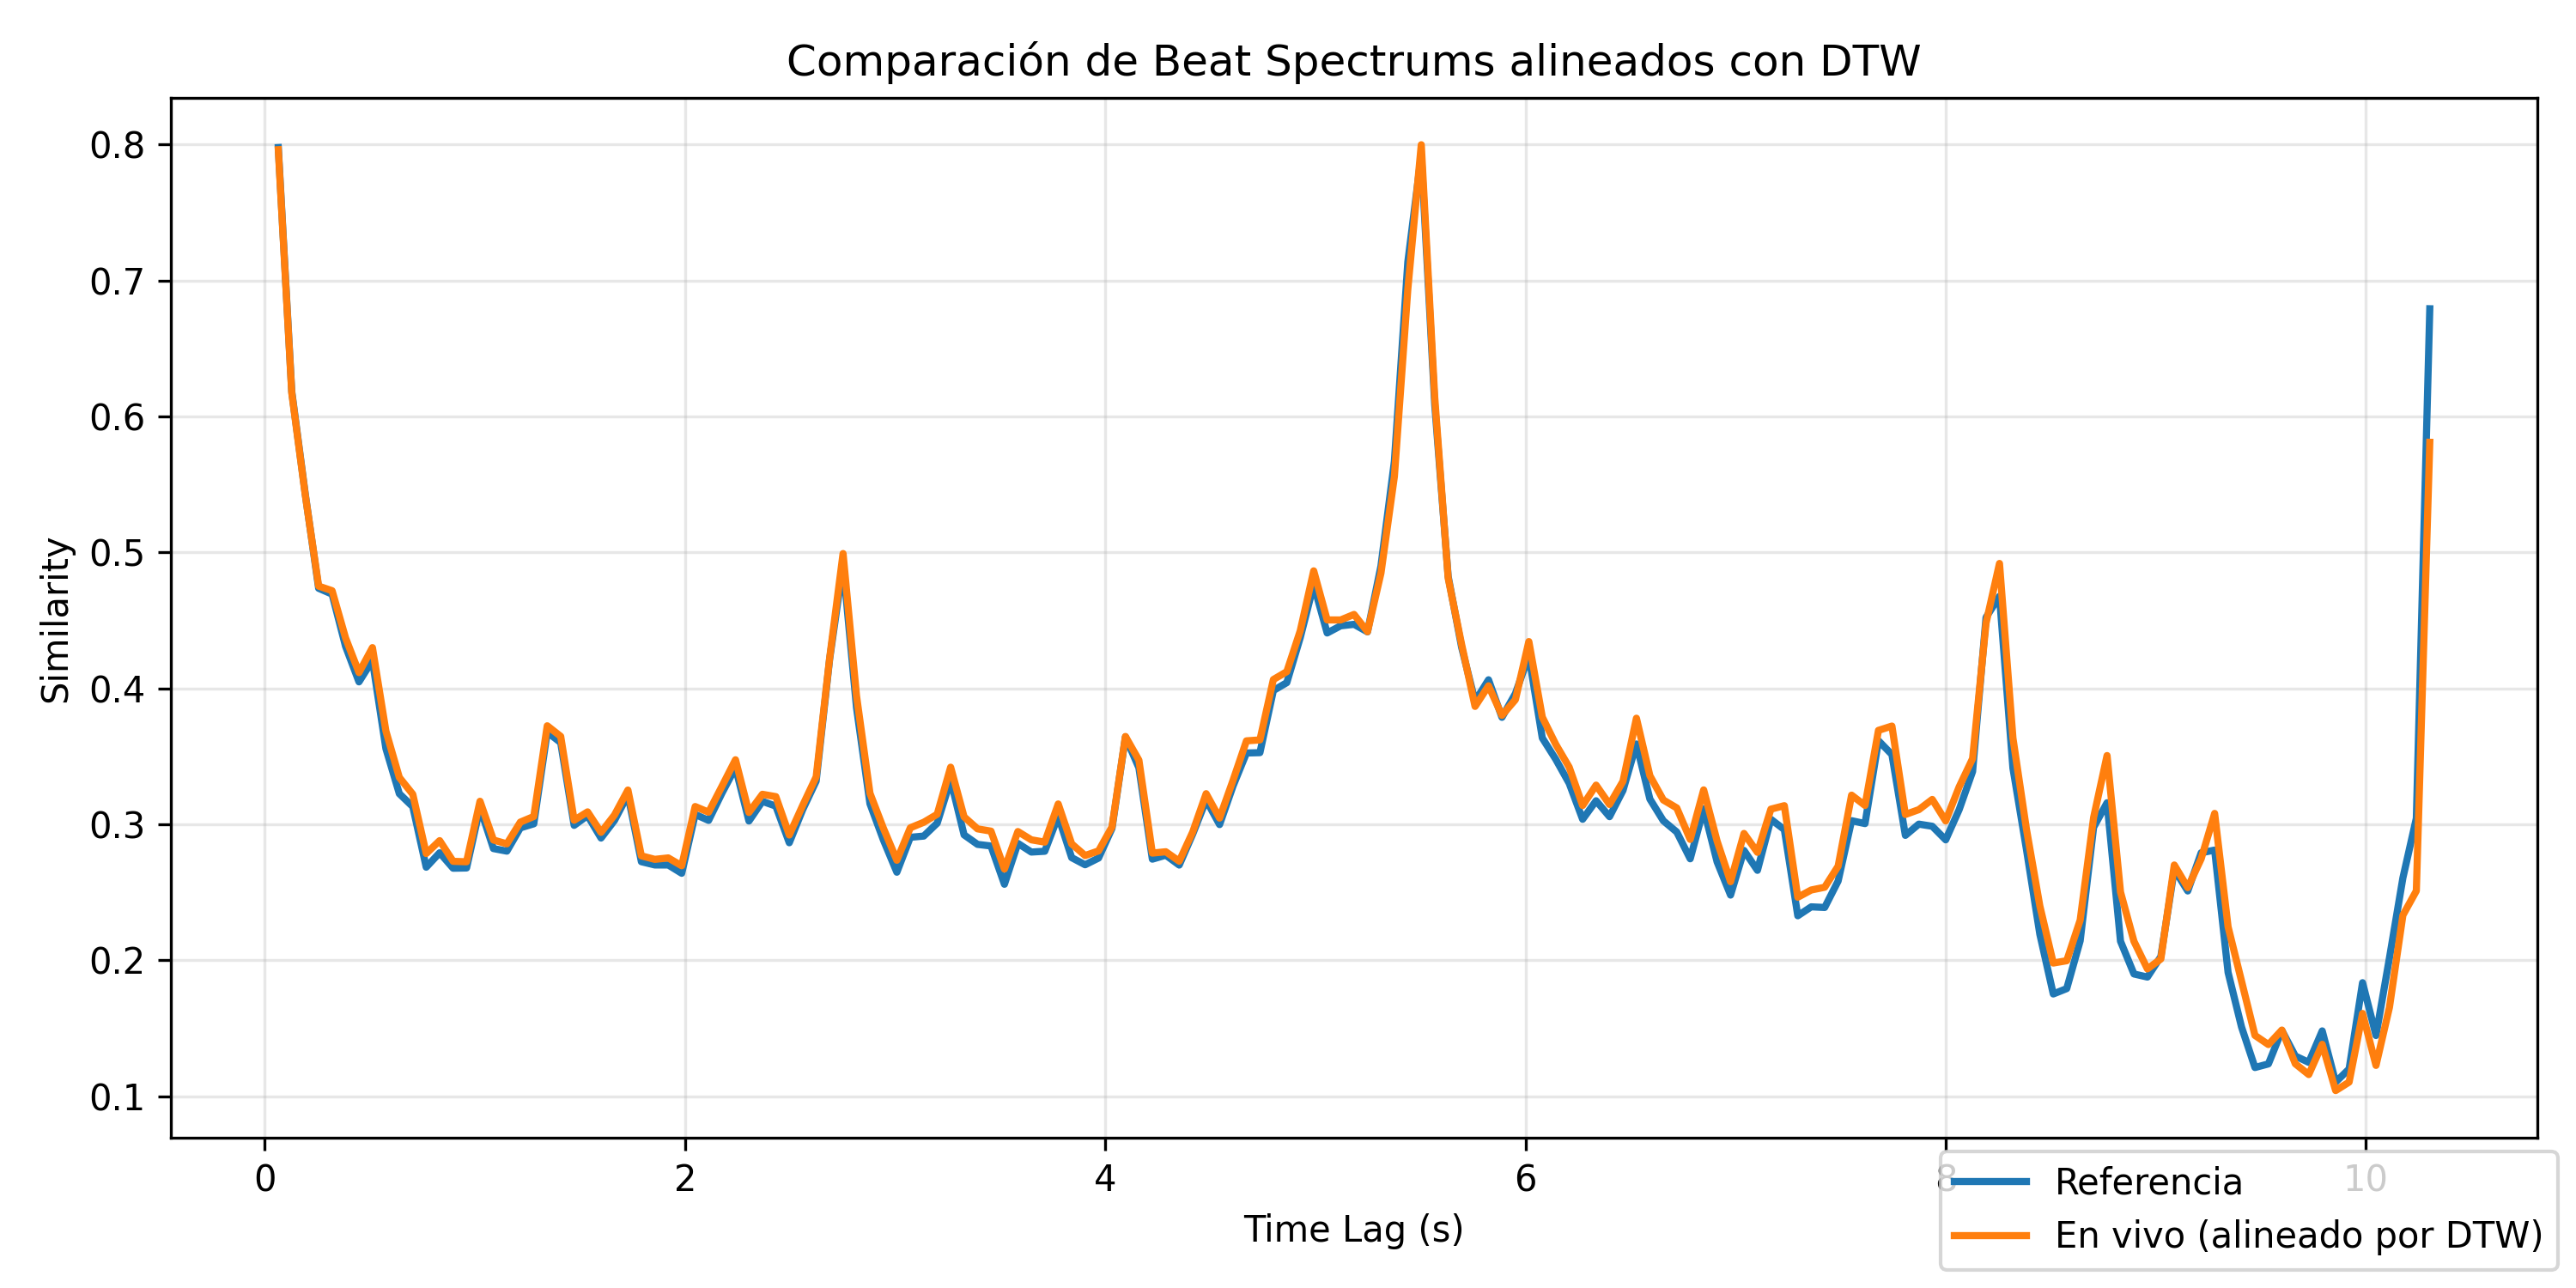 Comparación de Beat Spectrums alineados con DTW
Similarity
0.8
0.7
0.6
0.5
0.4
0.3
0.2
0.1
0 2 4 6 8 10
Time Lag (s)
Referencia
En vivo (alineado por DTW)